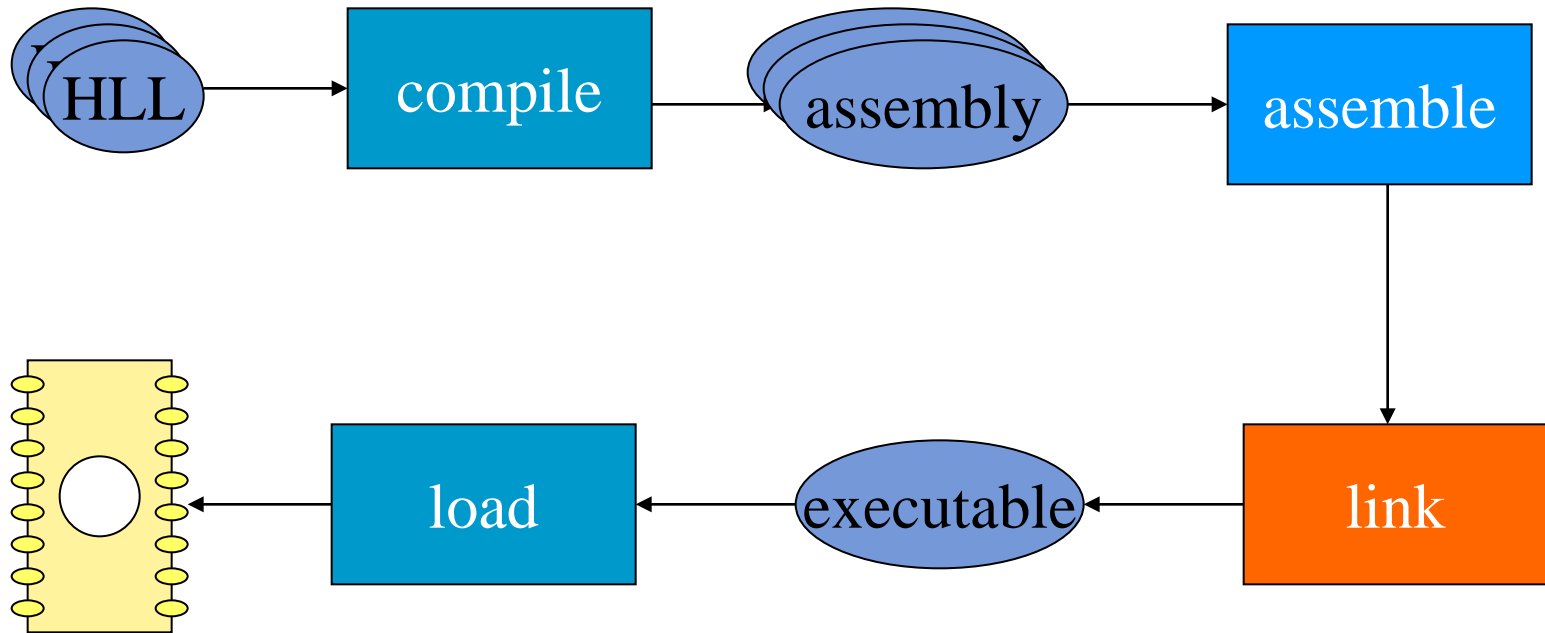 HLL
compile
assembly
assemble
load
executable
link